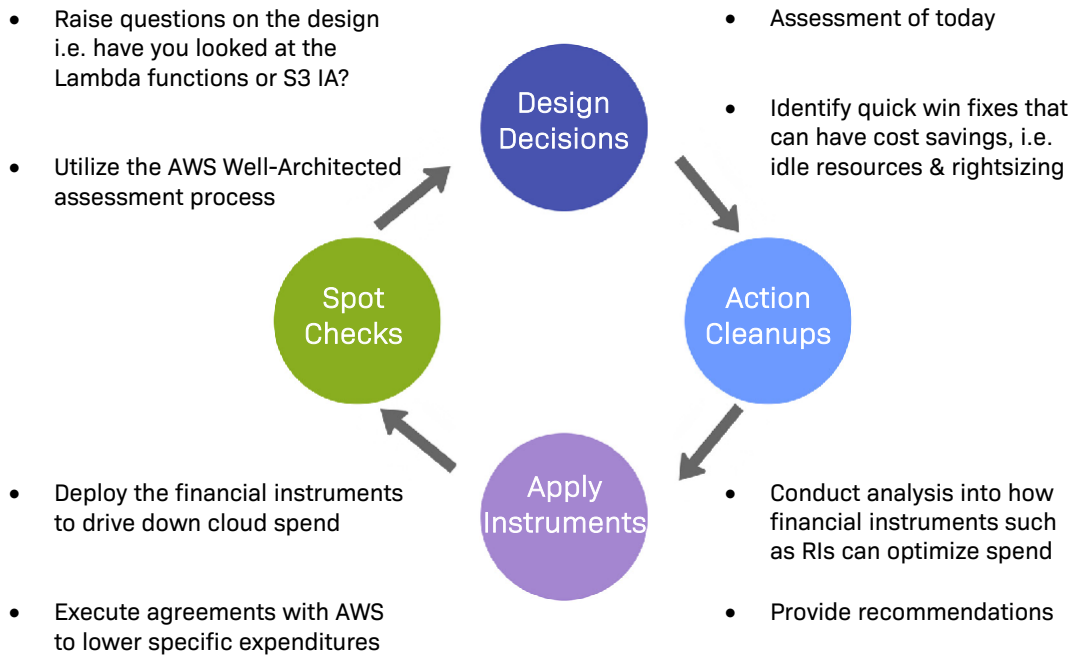 • Raise questions on the design
i.e. have you looked at the
Lambda functions or S3 IA?
• Utilize the AWS Well-Architected
assessment process
Design
Decisions
• Assessment of today
• Identify quick win fixes that
can have cost savings, i.e.
idle resources & rightsizing
Spot
Checks
Action
Cleanups
• Deploy the financial instruments
to drive down cloud spend
• Execute agreements with AWS
to lower specific expenditures
Apply
Instruments
• Conduct analysis into how
financial instruments such
as RIs can optimize spend
• Provide recommendations